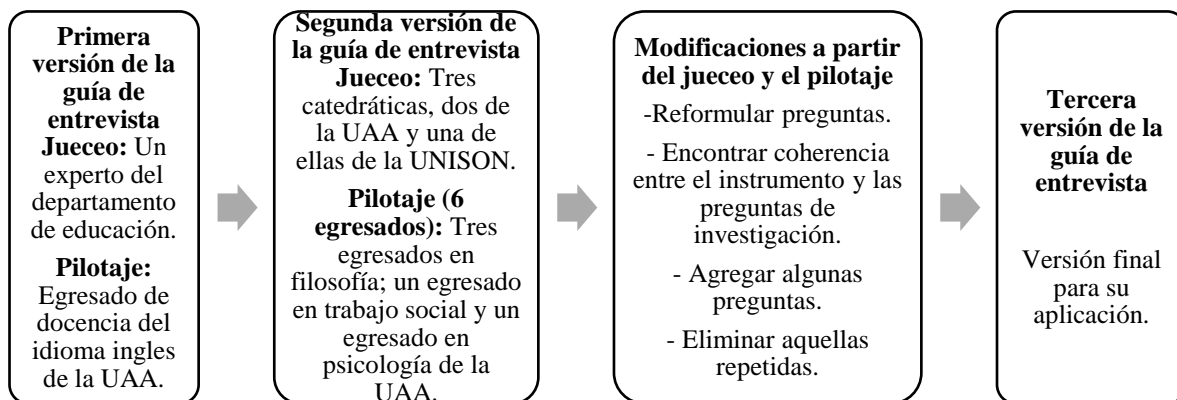 Primera
versión de la
guía de
entrevista
Jueceo: Un
experto del
departamento
de educación.
Pilotaje:
Egresado de
docencia del
idioma ingles
de la UAA.
Segunda versión de
la guía de entrevista
Jueceo: Tres
catedráticas, dos de
la UAA y una de
ellas de la UNISON.
Pilotaje (6
egresados): Tres
egresados en
filosofía; un egresado
en trabajo social y un
egresado en
psicología de la
UAA.
Modificaciones a partir
del jueceo y el pilotaje
-Reformular preguntas.
- Encontrar coherencia
entre el instrumento y las
preguntas de
investigación.
- Agregar algunas
preguntas.
- Eliminar aquellas
repetidas.
Tercera
versión de la
guía de
entrevista
Versión final
para su
aplicación.